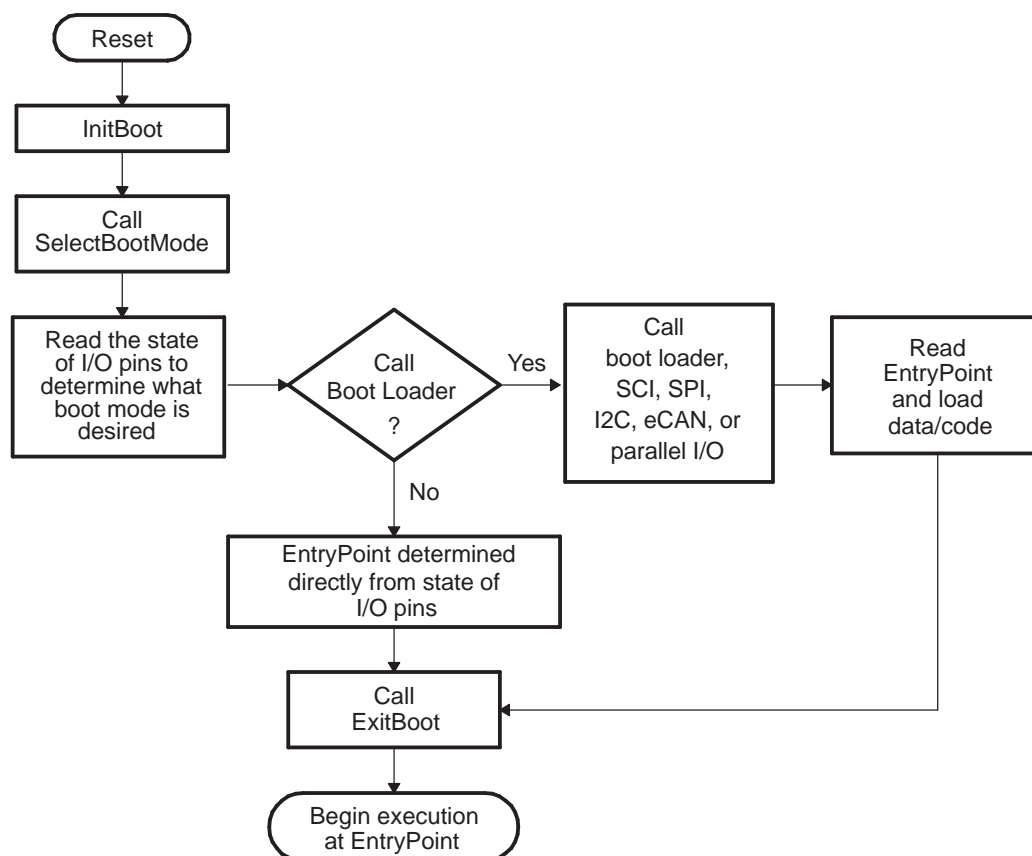 Reset
InitBoot
Call
SelectBootMode
Read the state
of I/O pins to
determine what
boot mode is
desired
Call
Boot Loader
?
Yes
Call
boot loader,
SCI, SPI,
I2C, eCAN, or
parallel I/O
Read
EntryPoint
and load
data/code
No
EntryPoint determined
directly from state of
I/O pins
Call
ExitBoot
Begin execution
at EntryPoint